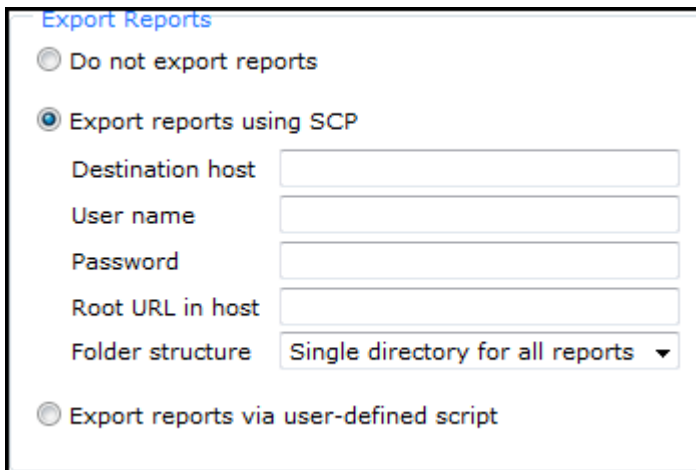 Export Reports
Do not export reports
Export reports using SCP
Destination host
User name
Password
Root URL in host
Folder structure Single directory for all reports
Export reports via user-defined script